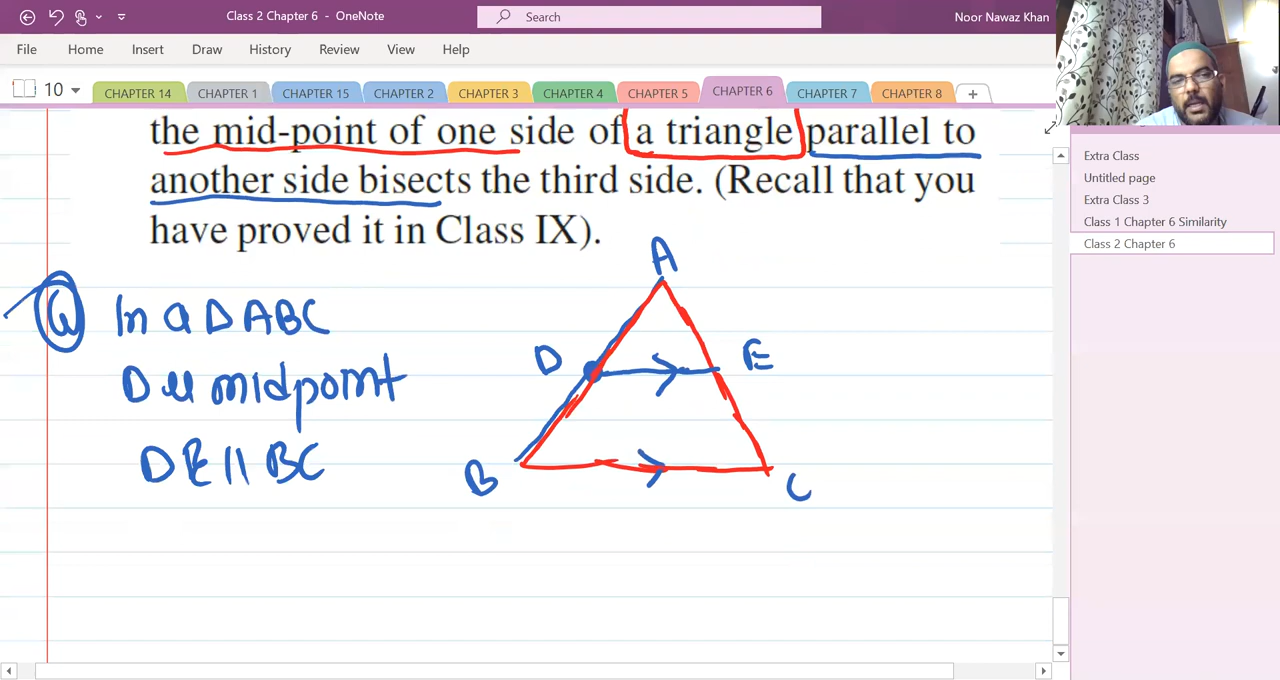 Class 2 Chapter 6 - OneNote
Search
Noor Nawaz Khan
File Home Insert Draw History Review View Help
10 CHAPTER 14 CHAPTER 1 CHAPTER 15 CHAPTER 2 CHAPTER 3 CHAPTER 4 CHAPTER 5 CHAPTER 6 CHAPTER 7 CHAPTER 8 +
the mid-point of one side of a triangle parallel to
another side bisects the third side. (Recall that you
have proved it in Class IX).
In a Δ ABC
D is midpoint
DE || BC
A
D
E
B
C
Extra Class
Untitled page
Extra Class 3
Class 1 Chapter 6 Similarity
Class 2 Chapter 6